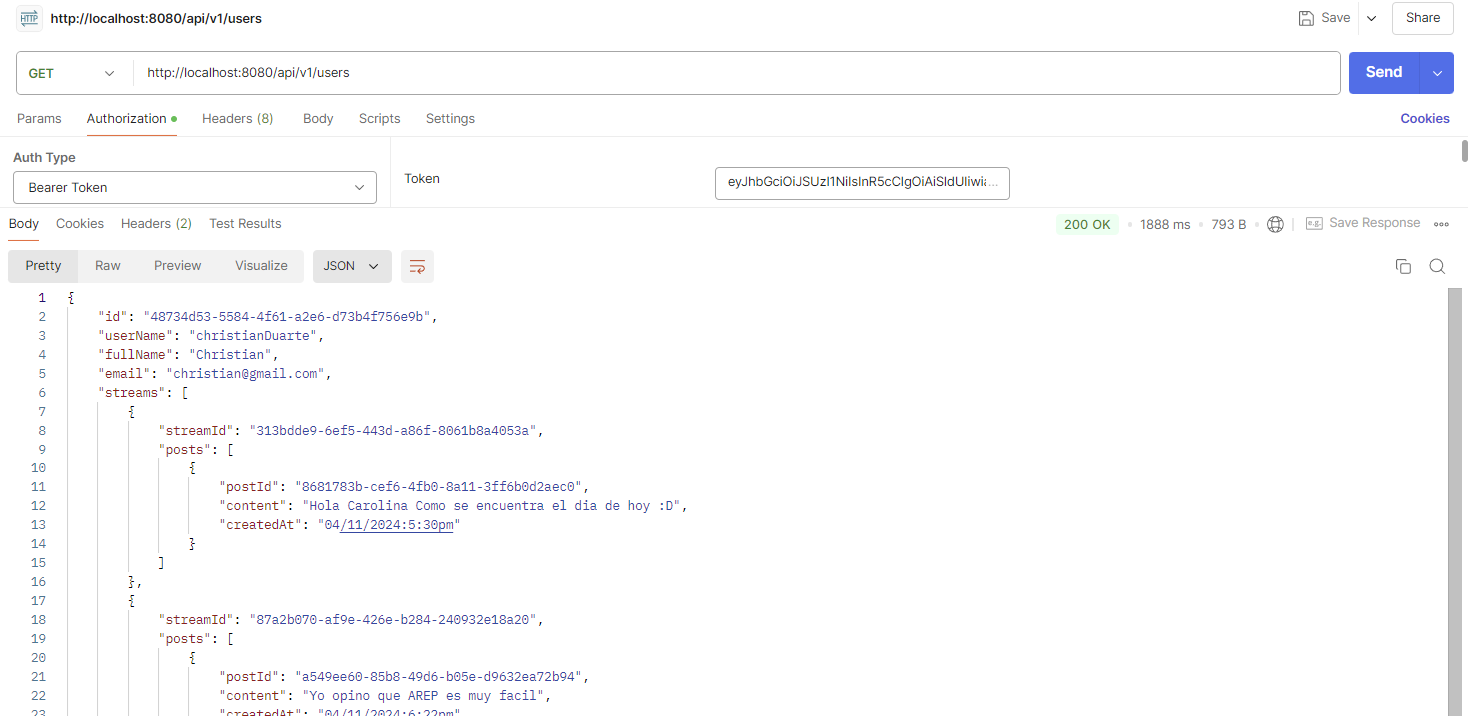 HTTP http://localhost:8080/api/v1/users Save Share
GET http://localhost:8080/api/v1/users Send
Params Authorization Headers (8) Body Scripts Settings Cookies
Auth Type
Bearer Token
Token
Body Cookies Headers (2) Test Results 200 OK 1888 ms 793 B e.g. Save Response
Pretty Raw Preview Visualize JSON
1 {
2 "id": "48734d53-5584-4f61-a2e6-d73b4f756e9b",
3 "userName": "christianDuarte",
4 "fullName": "Christian",
5 "email": "christian@gmail.com",
6 "streams": [
7 {
8 "streamId": "313bdde9-6ef5-443d-a86f-8061b8a4053a",
9 "posts": [
10 {
11 "postId": "8681783b-cef6-4fb0-8a11-3ff6b0d2aec0",
12 "content": "Hola Carolina Como se encuentra el dia de hoy :D",
13 "createdAt": "04/11/2024:5:30pm"
14 }
15 ]
16 },
17 {
18 "streamId": "87a2b070-af9e-426e-b284-240932e18a20",
19 "posts": [
20 {
21 "postId": "a549ee60-85b8-49d6-b05e-d9632ea72b94",
22 "content": "Yo opino que AREP es muy facil",
23 "createdAt": "04/11/2024:6:22pm"